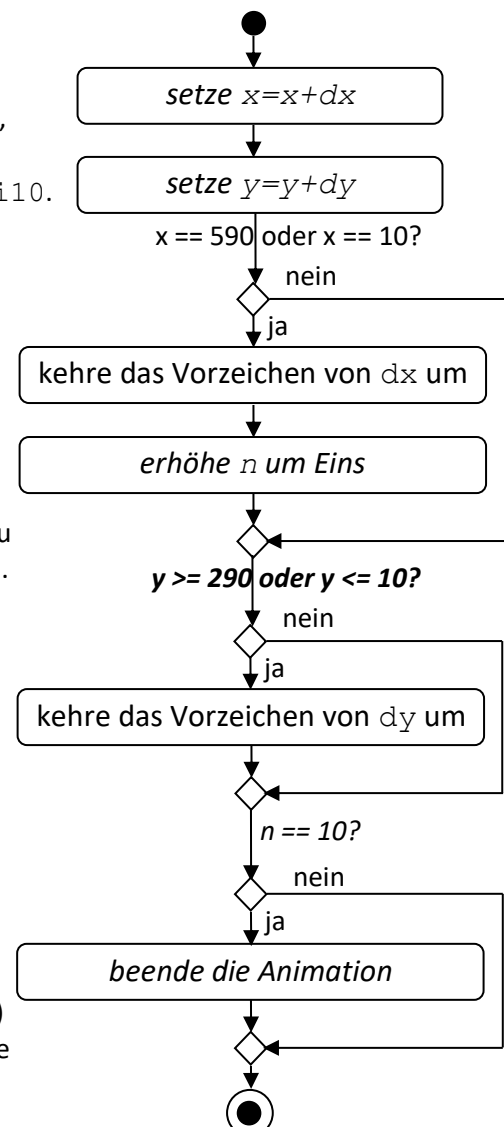 setze x=x+dx
,
setze y=y+dy
i10.
x == 590 oder x == 10?
nein
ja
kehre das Vorzeichen von dx um
erhöhe n um Eins
u
.
y >= 290 oder y <= 10?
nein
ja
kehre das Vorzeichen von dy um
n == 10?
nein
ja
beende die Animation
)
e